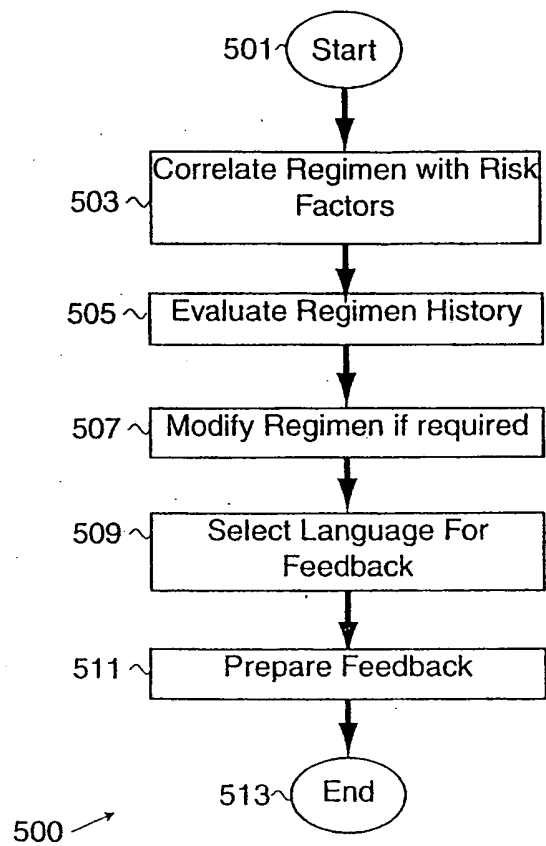 501 Start
503 Correlate Regimen with Risk
Factors
505 Evaluate Regimen History
507 Modify Regimen if required
509 Select Language For
Feedback
511 Prepare Feedback
513 End
500